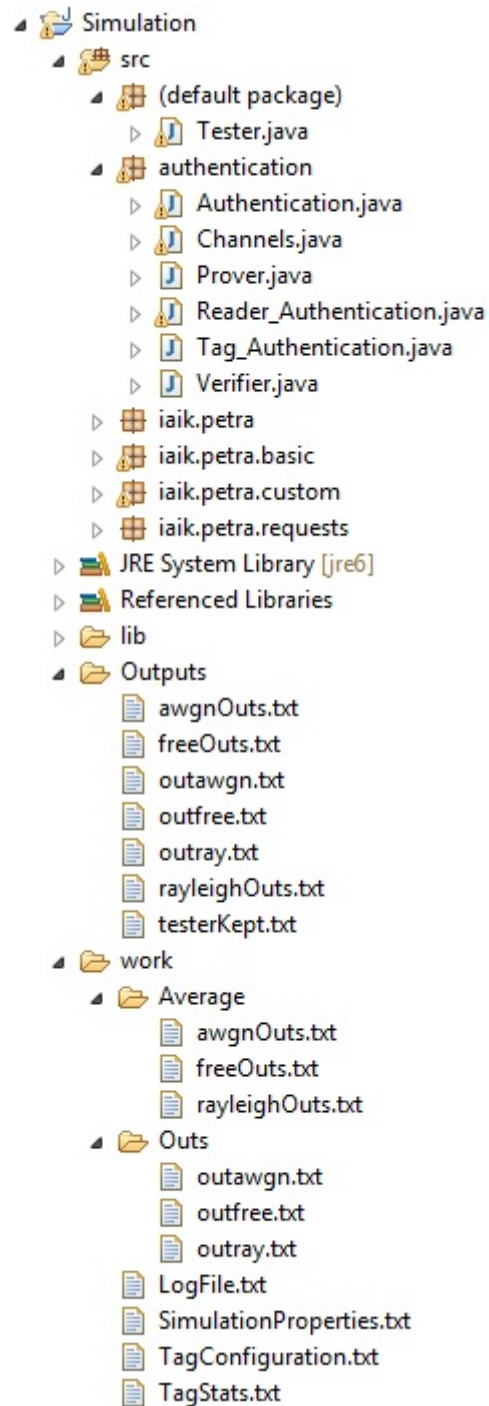 Simulation
src
(default package)
Tester.java
authentication
Authentication.java
Channels.java
Prover.java
Reader_Authentication.java
Tag_Authentication.java
Verifier.java
iaik.petra
iaik.petra.basic
iaik.petra.custom
iaik.petra.requests
JRE System Library [jre6]
Referenced Libraries
lib
Outputs
awgnOuts.txt
freeOuts.txt
outawgn.txt
outfree.txt
outray.txt
rayleighOuts.txt
testerKept.txt
work
Average
awgnOuts.txt
freeOuts.txt
rayleighOuts.txt
Outs
outawgn.txt
outfree.txt
outray.txt
LogFile.txt
SimulationProperties.txt
TagConfiguration.txt
TagStats.txt